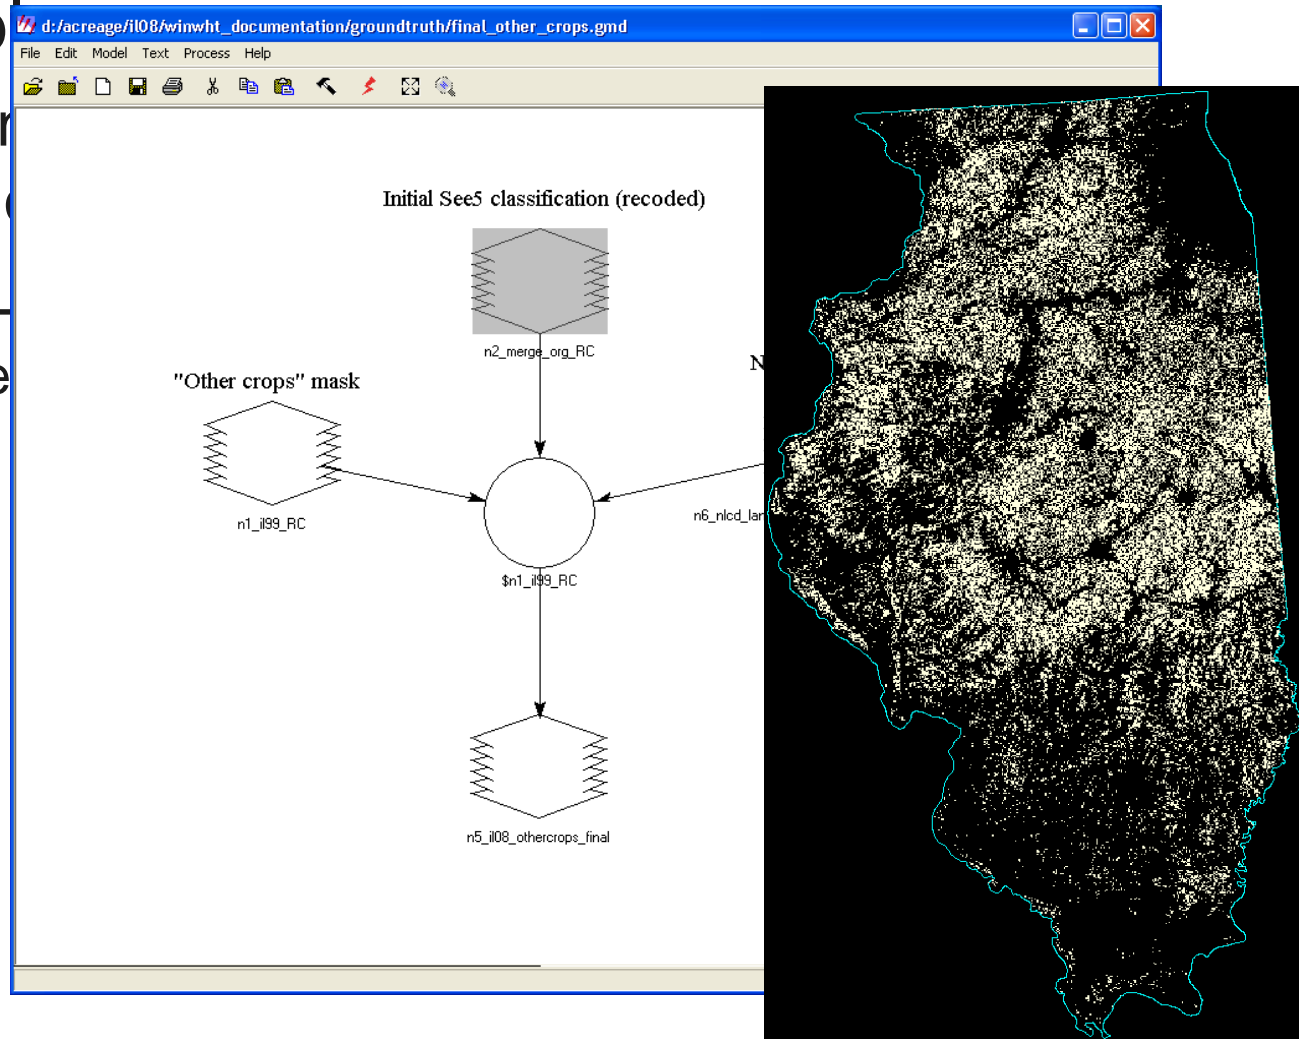 d:/acreage/il08/winwht_documentation/groundtruth/final_other_crops.gmd
File Edit Model Text Process Help
Initial See5 classification (recoded)
n2_merge_org_RC
"Other crops" mask
n1_il99_RC
$n1_il99_RC
n5_il08_othercrops_final